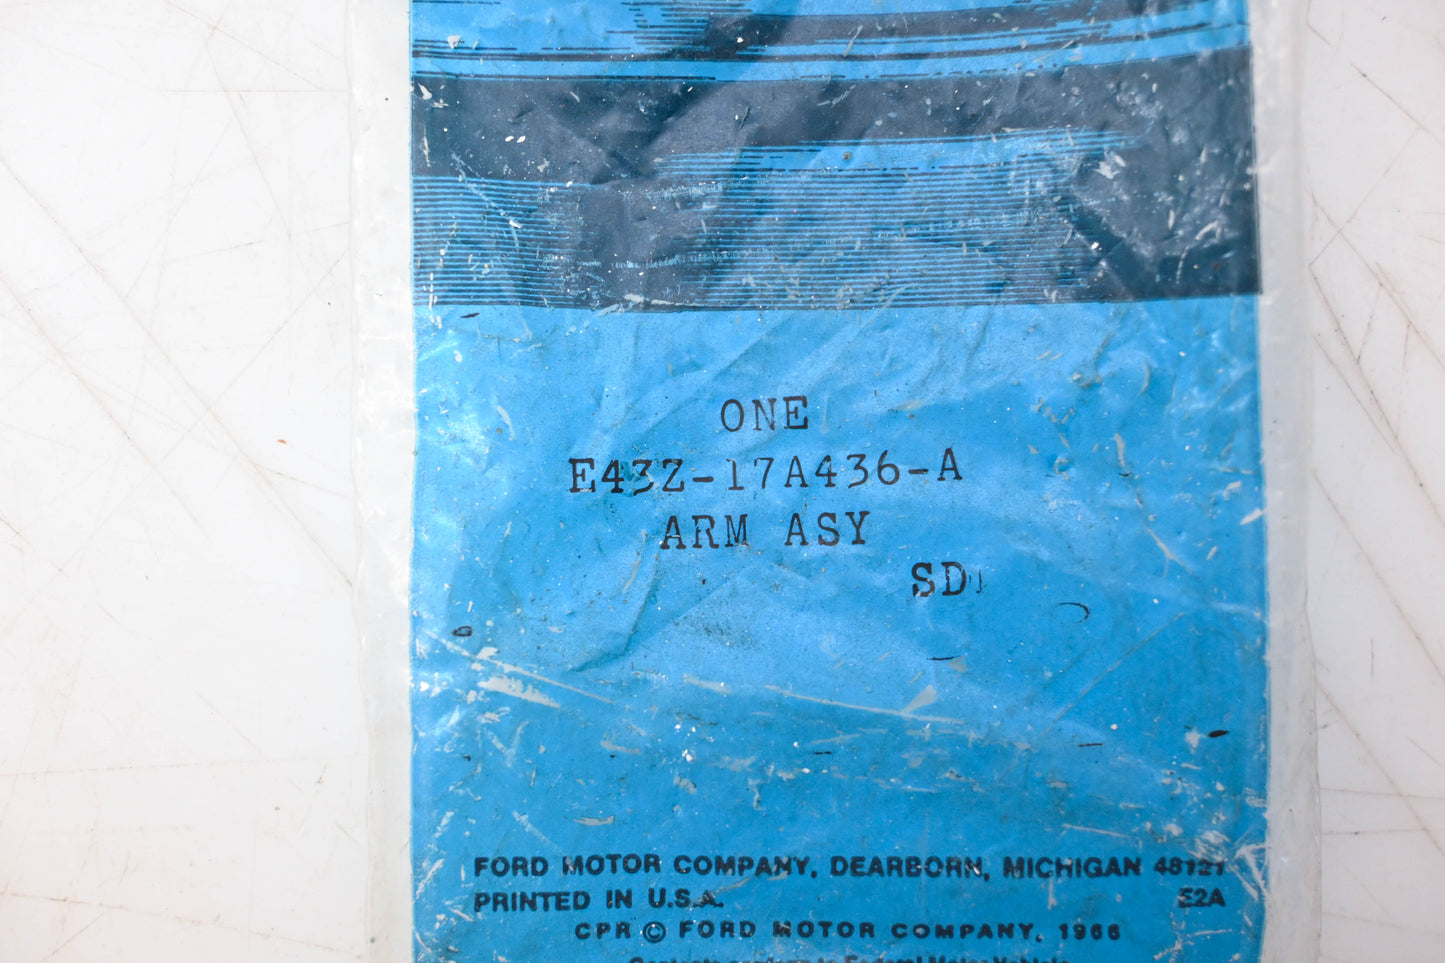 ONE
E43Z-17A436-A
ARM ASY
SD
FORD MOTOR COMPANY, DEARBORN, MICHIGAN 48121
PRINTED IN U.S.A. S2A
CPR © FORD MOTOR COMPANY, 1966